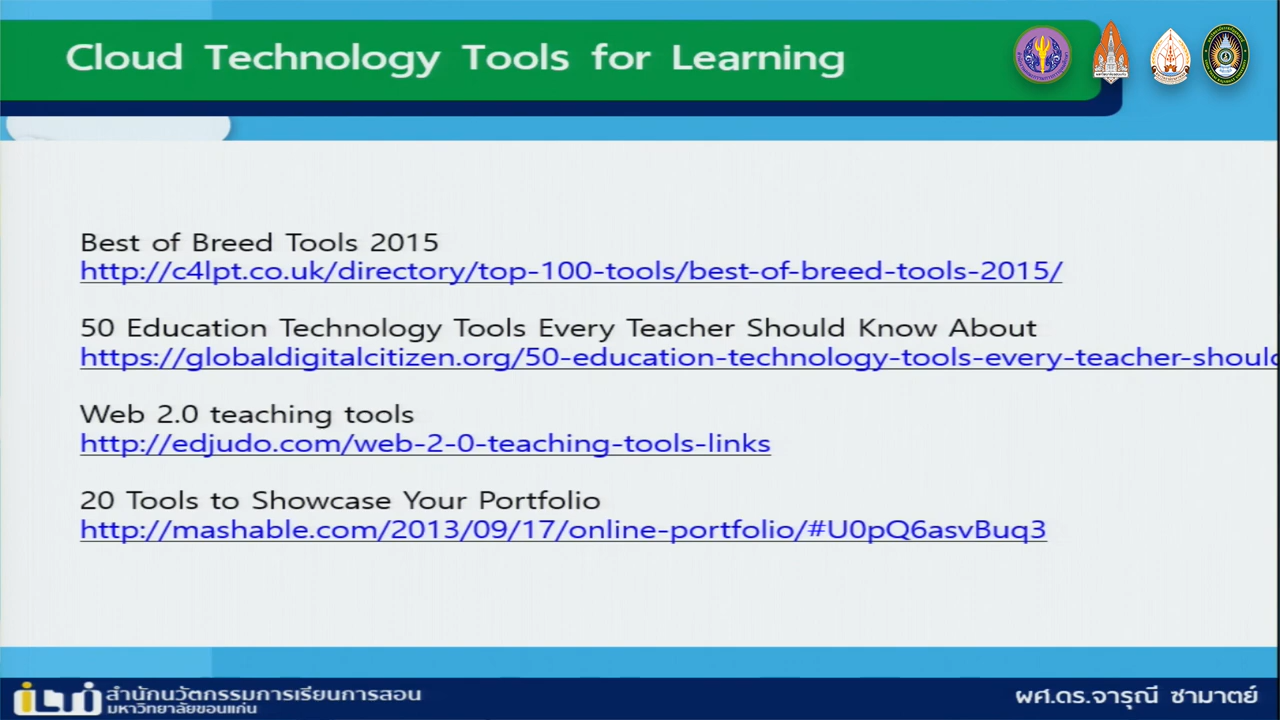 Cloud Technology Tools for Learning
Best of Breed Tools 2015
http://c4lpt.co.uk/directory/top-100-tools/best-of-breed-tools-2015/
50 Education Technology Tools Every Teacher Should Know About
https://globaldigitalcitizen.org/50-education-technology-tools-every-teacher-should
Web 2.0 teaching tools
http://edjudo.com/web-2-0-teaching-tools-links
20 Tools to Showcase Your Portfolio
http://mashable.com/2013/09/17/online-portfolio/#U0pQ6asvBuq3
สำนักนวัตกรรมการเรียนการสอน
มหาวิทยาลัยขอนแก่น
ผศ.ดร.จารุณี ซามาตย์